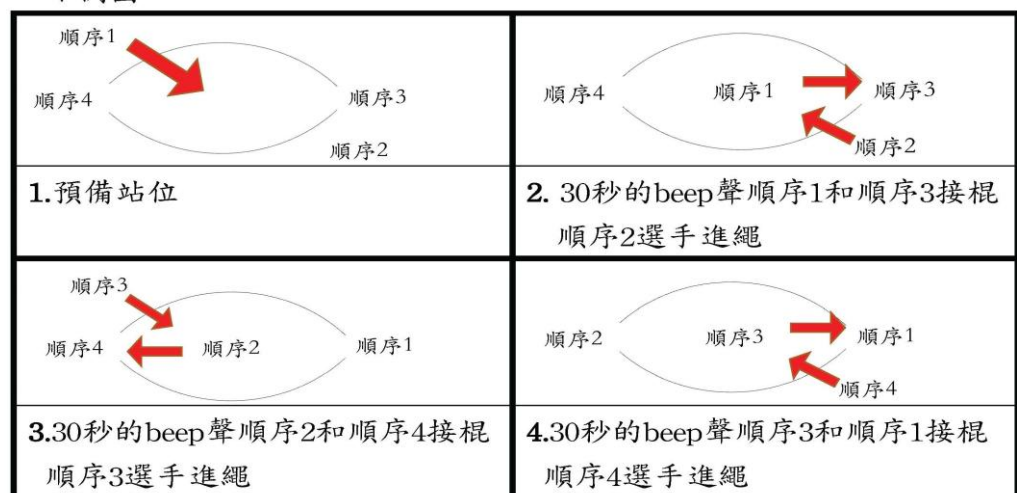 順序1
順序4
順序3
順序2
1.預備站位
順序4
順序1
順序3
順序2
2. 30秒的beep聲順序1和順序3接棍
順序2選手進繩
順序3
順序4
順序2
順序1
3.30秒的beep聲順序2和順序4接棍
順序3選手進繩
順序2
順序3
順序1
順序4
4.30秒的beep聲順序3和順序1接棍
順序4選手進繩